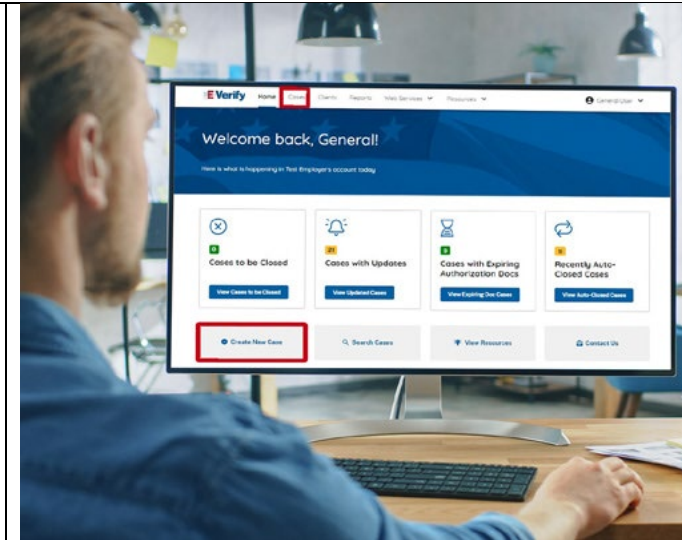 E Verify Home Cases Clients Reports Web Services Resources General User
Welcome back, General!
Here is what is happening in Test Employer's account today
0
21
0
Cases to be Closed
Cases with Updates
Cases with Expiring
Authorization Docs
Recently Auto-
Closed Cases
View Cases to be Closed
View Updated Cases
View Expiring Doc Cases
View Auto-Closed Cases
Create New Case
Search Cases
View Resources
Contact Us